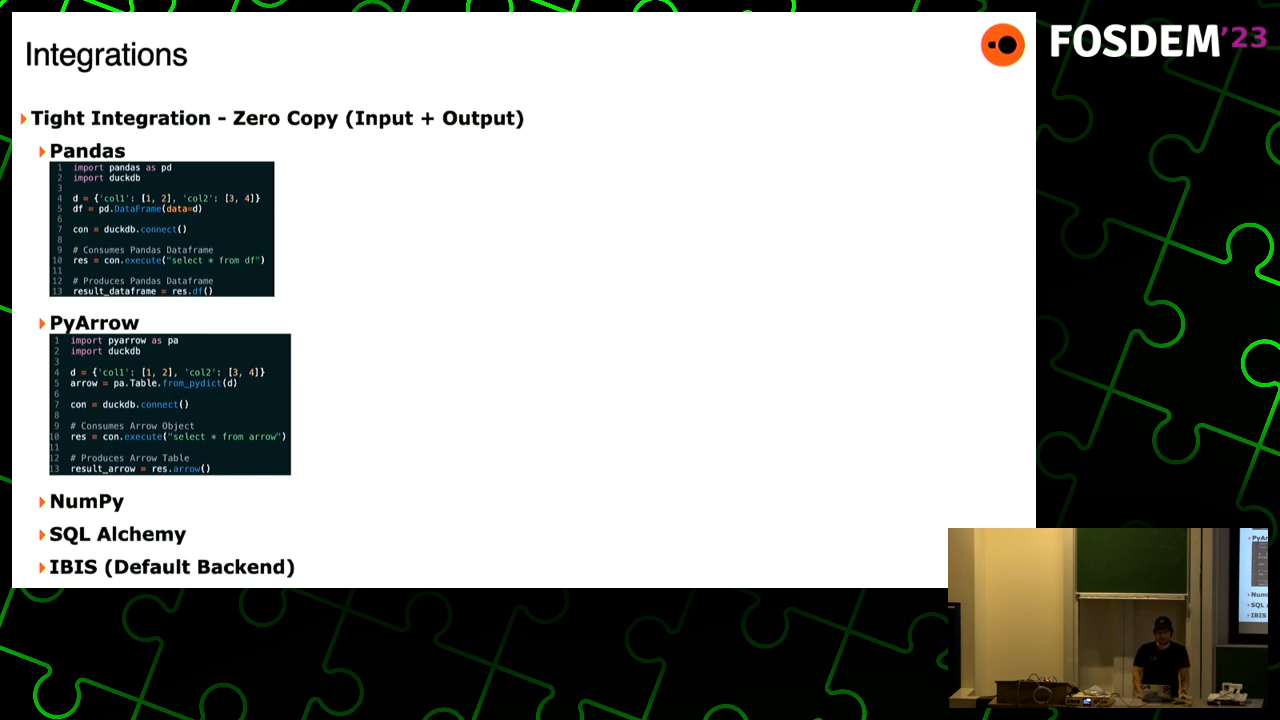 Integrations
FOSDEM'23
Tight Integration - Zero Copy (Input + Output)
Pandas
1 import pandas as pd
2 import duckdb
3
4 d = {'col1': [1, 2], 'col2': [3, 4]}
5 df = pd.DataFrame(data=d)
6
7 con = duckdb.connect()
8
9 # Consumes Pandas Dataframe
10 res = con.execute("select * from df")
11
12 # Produces Pandas Dataframe
13 result_dataframe = res.df()
PyArrow
1 import pyarrow as pa
2 import duckdb
3
4 d = {'col1': [1, 2], 'col2': [3, 4]}
5 arrow = pa.Table.from_pydict(d)
6
7 con = duckdb.connect()
8
9 # Consumes Arrow Object
10 res = con.execute("select * from arrow")
11
12 # Produces Arrow Table
13 result_arrow = res.arrow()
NumPy
SQL Alchemy
IBIS (Default Backend)